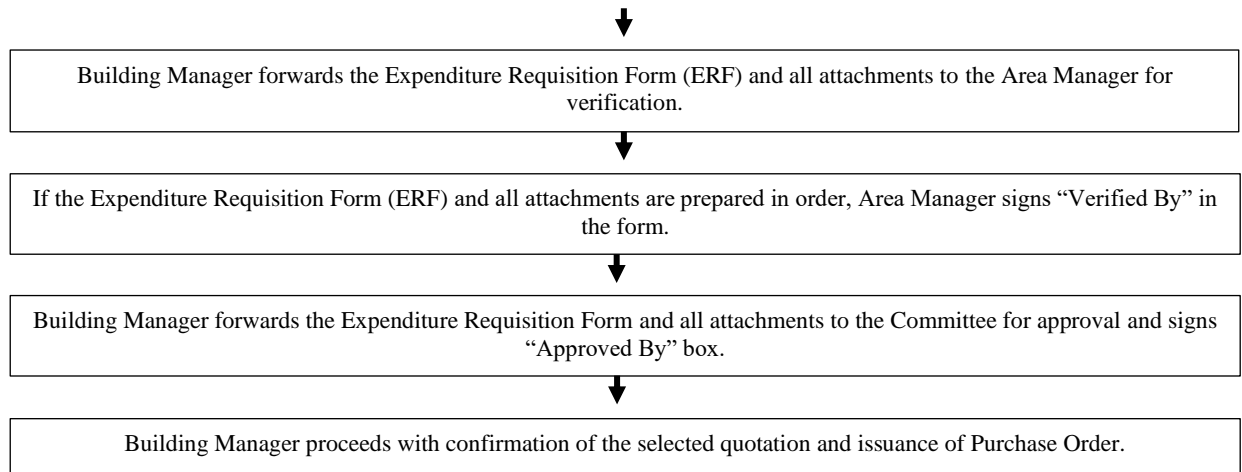 Building Manager forwards the Expenditure Requisition Form (ERF) and all attachments to the Area Manager for
verification.
If the Expenditure Requisition Form (ERF) and all attachments are prepared in order, Area Manager signs “Verified By” in
the form.
Building Manager forwards the Expenditure Requisition Form and all attachments to the Committee for approval and signs
“Approved By” box.
Building Manager proceeds with confirmation of the selected quotation and issuance of Purchase Order.